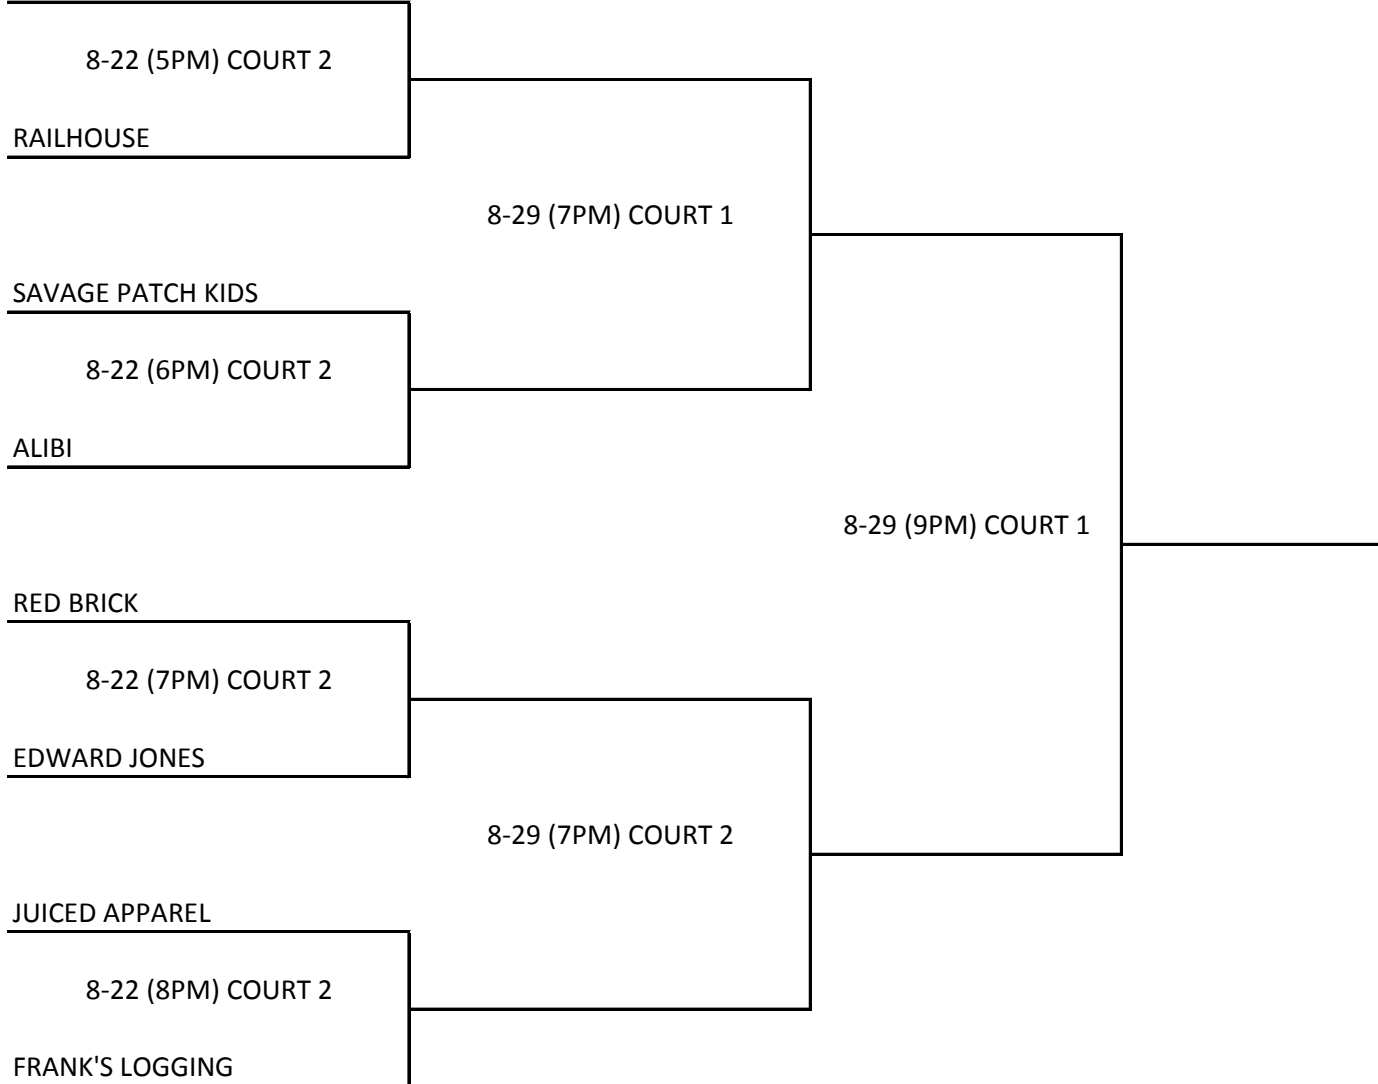 8-22 (5PM) COURT 2
RAILHOUSE
8-29 (7PM) COURT 1
SAVAGE PATCH KIDS
8-22 (6PM) COURT 2
ALIBI
8-29 (9PM) COURT 1
RED BRICK
8-22 (7PM) COURT 2
EDWARD JONES
8-29 (7PM) COURT 2
JUICED APPAREL
8-22 (8PM) COURT 2
FRANK'S LOGGING